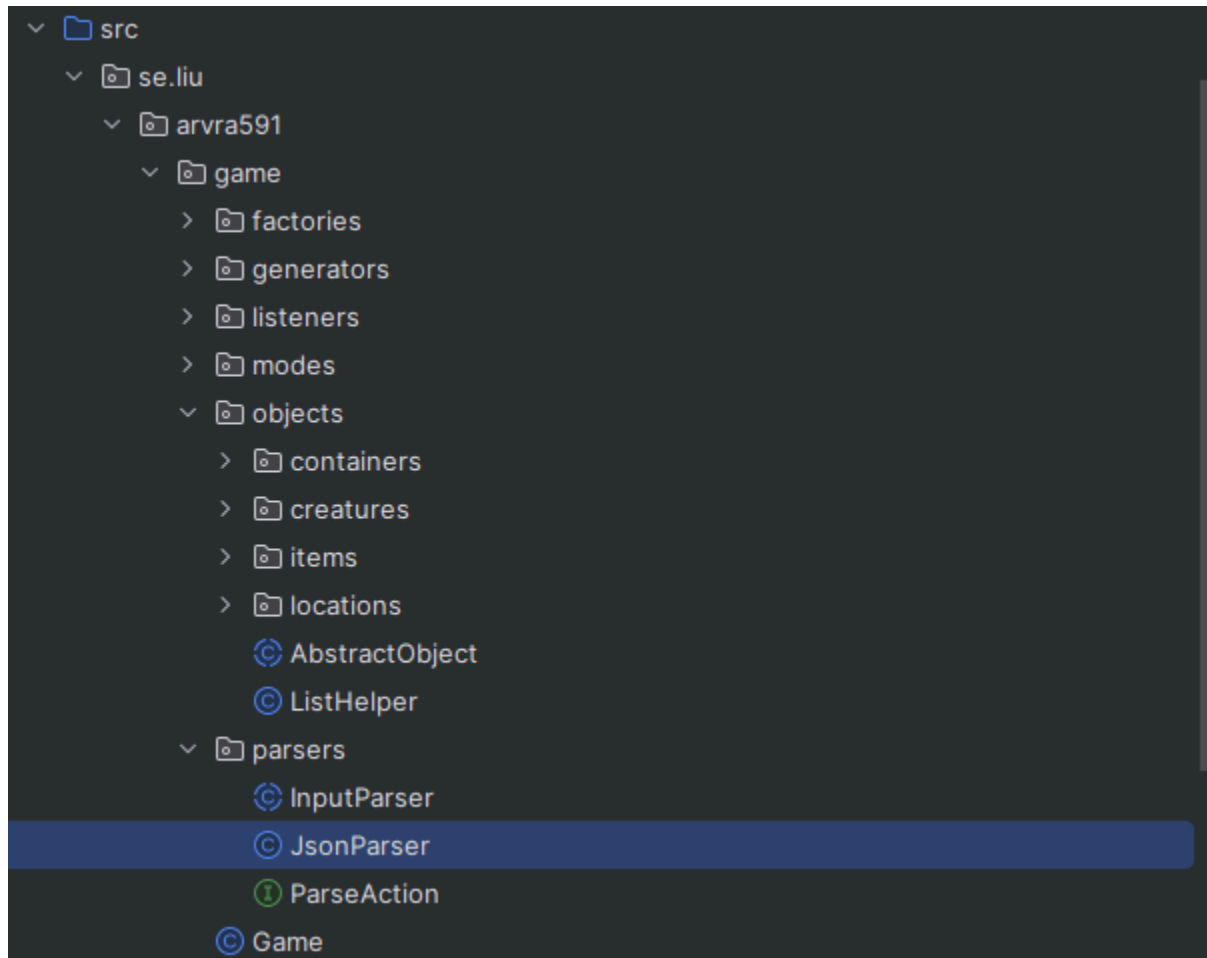 src
se.liu
arvra591
game
factories
generators
listeners
modes
objects
containers
creatures
items
locations
AbstractObject
ListHelper
parsers
InputParser
JsonParser
ParseAction
Game